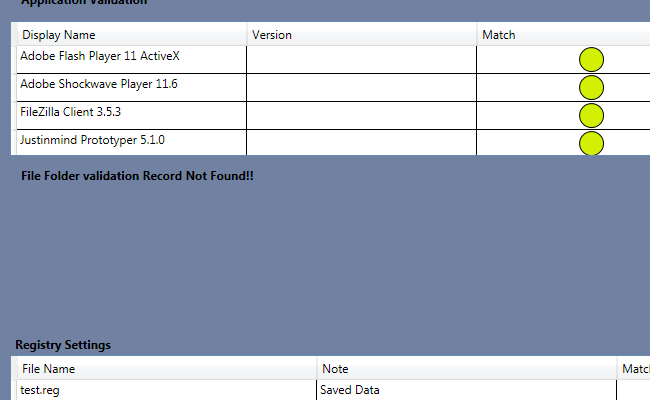 Application Validation
Display Name Version Match
Adobe Flash Player 11 ActiveX
Adobe Shockwave Player 11.6
FileZilla Client 3.5.3
Justinmind Prototyper 5.1.0
File Folder validation Record Not Found!!
Registry Settings
File Name Note Matc
test.reg Saved Data